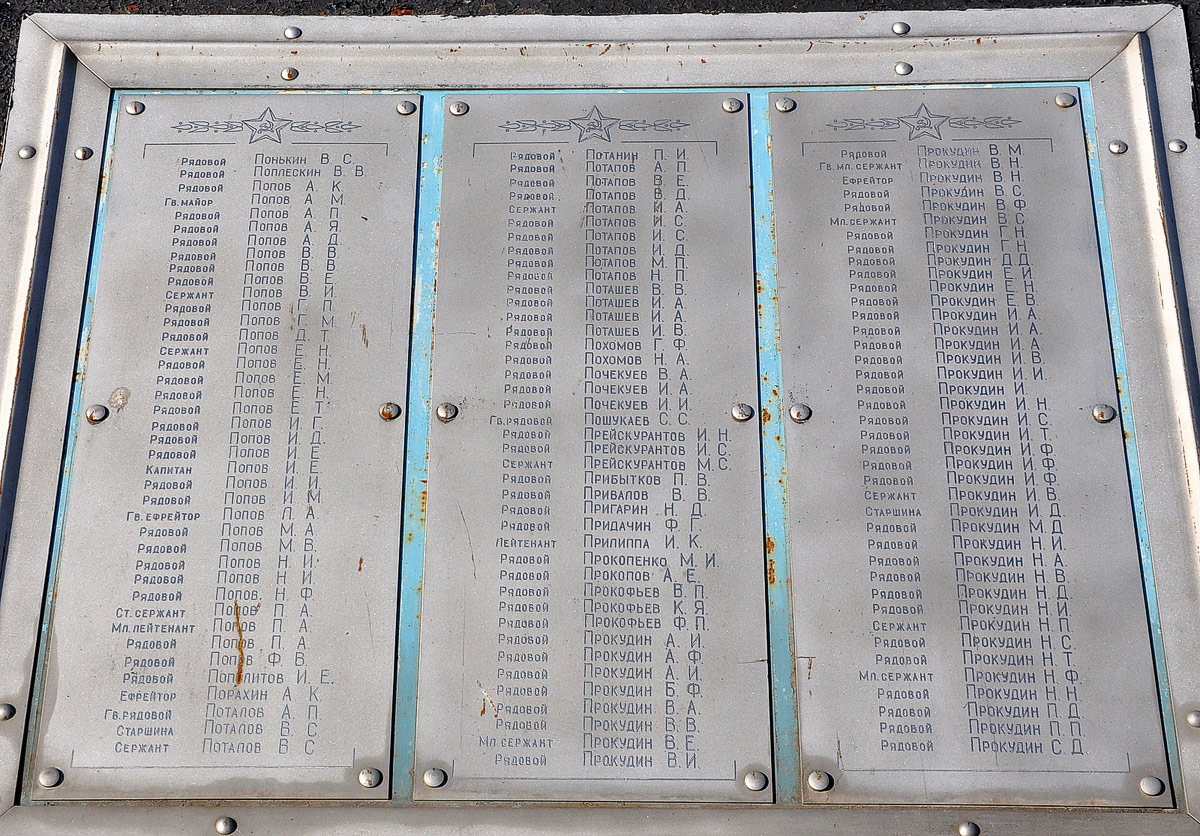 Рядовой Понькин В. С.
Рядовой Поплескин В. В.
Рядовой Попов А. К.
Гв.майор Попов А. М.
Рядовой Попов А. П.
Рядовой Попов А. Я.
Рядовой Попов А. Д.
Рядовой Попов В. В.
Рядовой Попов В. В.
Рядовой Попов В. Е.
Сержант Попов В. И.
Рядовой Попов Г. П.
Рядовой Попов Г. М.
Рядовой Попов Д. Т.
Сержант Попов Е. Н.
Рядовой Попов Е. Н.
Рядовой Попов Е. М.
Рядовой Попов Е. Н.
Рядовой Попов Е. Т.
Рядовой Попов И. Г.
Рядовой Попов И. Д.
Рядовой Попов И. Е.
Капитан Попов И. Е.
Рядовой Попов И. И.
Рядовой Попов И. М.
Гв.ефрейтор Попов Л. А.
Рядовой Попов М. А.
Рядовой Попов М. В.
Рядовой Попов Н. И.
Рядовой Попов Н. И.
Рядовой Попов Н. Ф.
Ст.сержант Попов П. А.
Мл.лейтенант Попов П. А.
Рядовой Попов П. А.
Рядовой Попов Ф. В.
Рядовой Пополитов И. Е.
Ефрейтор Порахин А. К.
Гв.рядовой Потапов А. П.
Старшина Потапов В. С.
Сержант Потапов В. С.
Рядовой Потанин П. И.
Рядовой Потапов А. П.
Рядовой Потапов В. Е.
Рядовой Потапов В. Д.
Сержант Потапов И. А.
Рядовой Потапов И. С.
Рядовой Потапов И. С.
Рядовой Потапов И. Д.
Рядовой Потапов М. П.
Рядовой Потапов Н. П.
Рядовой Поташев В. В.
Рядовой Поташев И. А.
Рядовой Поташев И. А.
Рядовой Поташев И. В.
Рядовой Похомов Г. Ф.
Рядовой Похомов Н. А.
Рядовой Почекуев В. А.
Рядовой Почекуев И. А.
Рядовой Почекуев И. И.
Гв.рядовой Пошукаев С. С.
Рядовой Прейскурантов И. Н.
Рядовой Прейскурантов И. С.
Сержант Прейскурантов М. С.
Рядовой Прибытков П. В.
Рядовой Привалов В. В.
Рядовой Пригарин Н. Д.
Рядовой Придачин Ф. Г.
Лейтенант Прилиппа И. К.
Рядовой Прокопенко М. И.
Рядовой Прокопов А. Е.
Рядовой Прокофьев В. П.
Рядовой Прокофьев К. Я.
Рядовой Прокофьев Ф. П.
Рядовой Прокудин А. И.
Рядовой Прокудин А. Ф.
Рядовой Прокудин А. И.
Рядовой Прокудин Б. Ф.
Рядовой Прокудин В. А.
Рядовой Прокудин В. В.
Мл.сержант Прокудин В. Е.
Рядовой Прокудин В. И.
Рядовой Прокудин В. М.
Гв.мл.сержант Прокудин В. Н.
Ефрейтор Прокудин В. Н.
Рядовой Прокудин В. С.
Рядовой Прокудин В. Ф.
Мл.сержант Прокудин В. С.
Рядовой Прокудин Г. Н.
Рядовой Прокудин Г. Н.
Рядовой Прокудин Д. Д.
Рядовой Прокудин Е. И.
Рядовой Прокудин Е. Н.
Рядовой Прокудин Е. В.
Рядовой Прокудин И. А.
Рядовой Прокудин И. А.
Рядовой Прокудин И. А.
Рядовой Прокудин И. В.
Рядовой Прокудин И. И.
Рядовой Прокудин И.
Рядовой Прокудин И. Н.
Рядовой Прокудин И. С.
Рядовой Прокудин И. Т.
Рядовой Прокудин И. Ф.
Рядовой Прокудин И. Ф.
Рядовой Прокудин И. Ф.
Сержант Прокудин И. В.
Старшина Прокудин И. Д.
Рядовой Прокудин М. Д.
Рядовой Прокудин Н. И.
Рядовой Прокудин Н. А.
Рядовой Прокудин Н. В.
Рядовой Прокудин Н. Д.
Рядовой Прокудин Н. И.
Сержант Прокудин Н. П.
Рядовой Прокудин Н. С.
Рядовой Прокудин Н. Т.
Мл.сержант Прокудин Н. Ф.
Рядовой Прокудин Н. Н.
Рядовой Прокудин П. Д.
Рядовой Прокудин П. П.
Рядовой Прокудин С. Д.